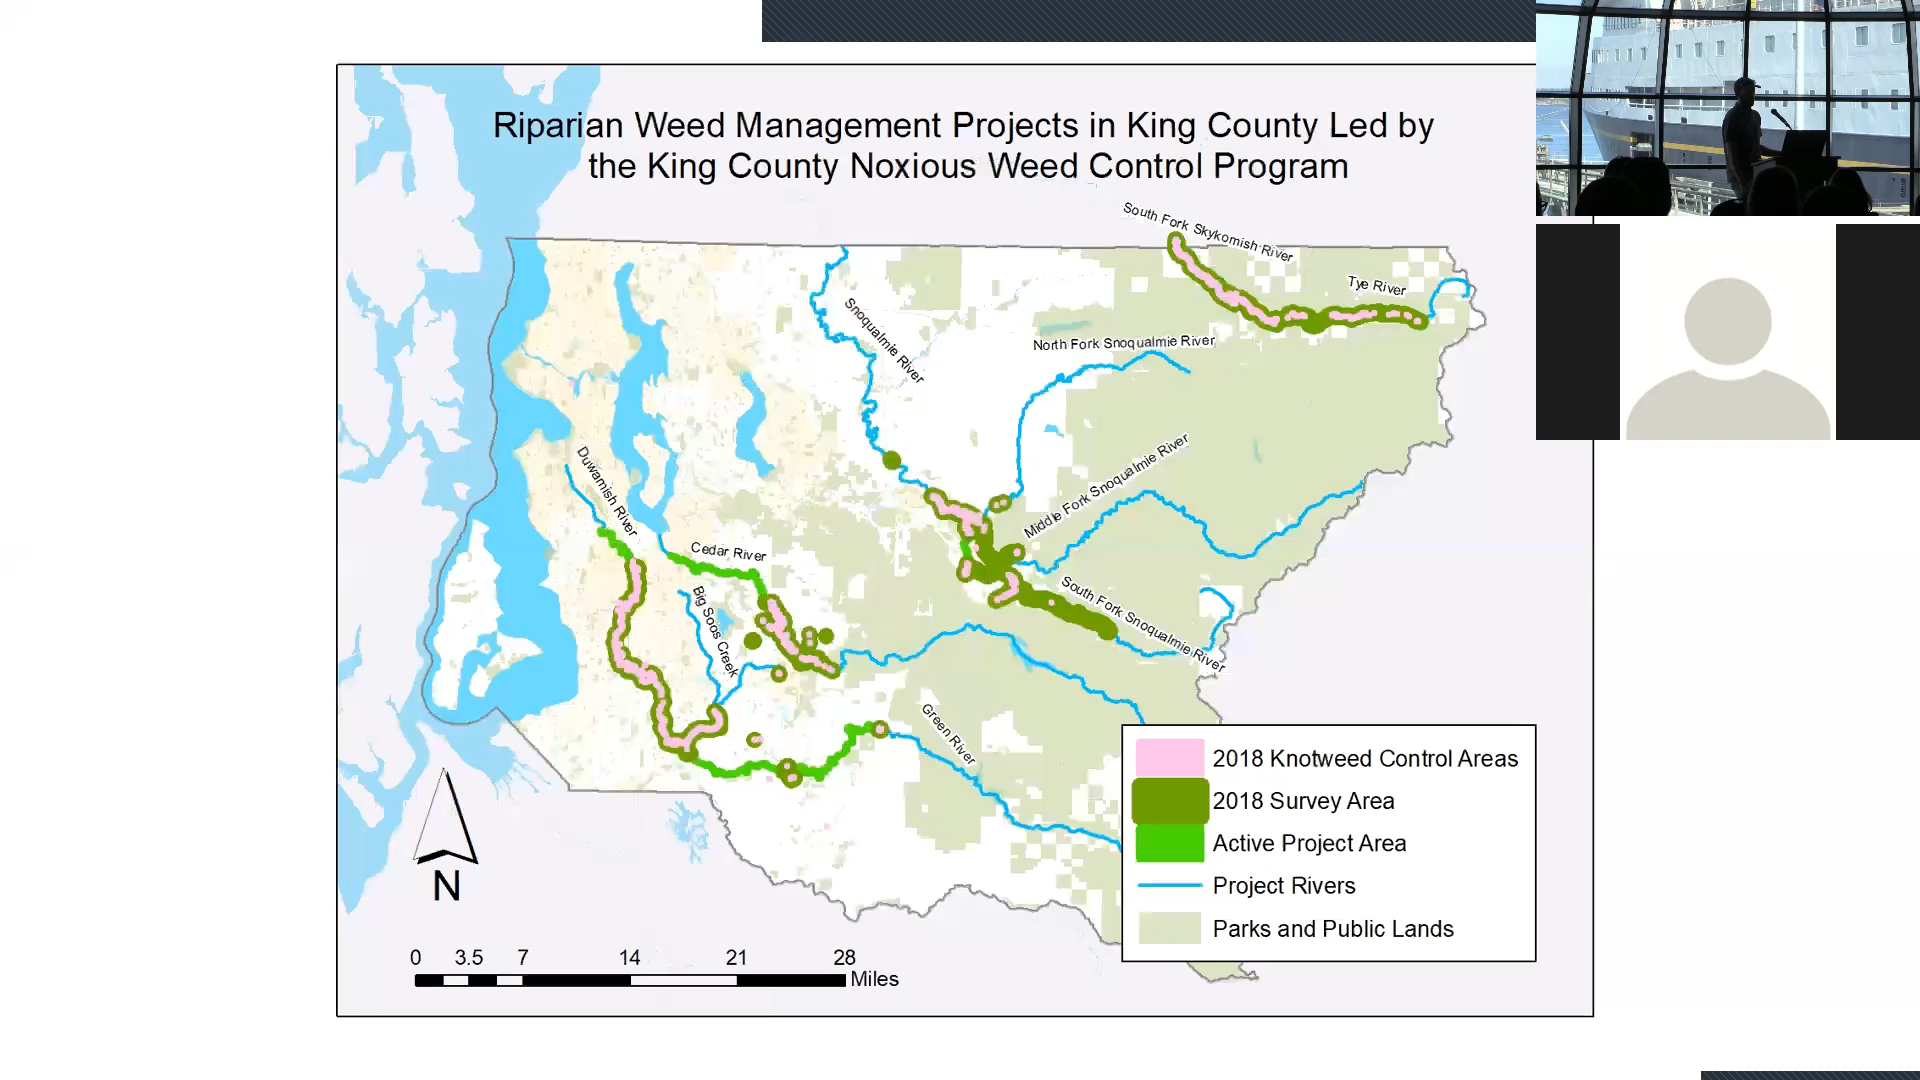 Riparian Weed Management Projects in King County Led by
the King County Noxious Weed Control Program
South Fork Skykomish River
Tye River
Snoqualmie River
North Fork Snoqualmie River
Middle Fork Snoqualmie River
Duwamish River
Cedar River
Big Soos Creek
South Fork Snoqualmie River
Green River
2018 Knotweed Control Areas
2018 Survey Area
Active Project Area
Project Rivers
Parks and Public Lands
N
0 3.5 7 14 21 28
Miles